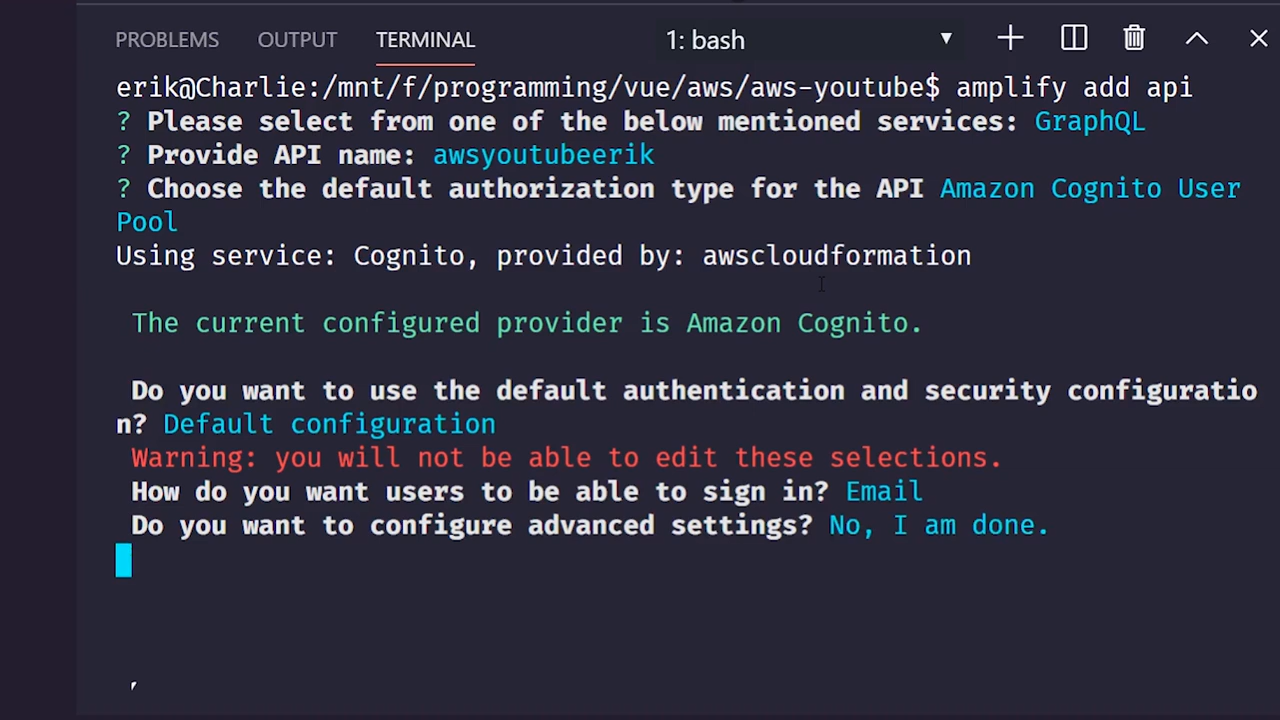 PROBLEMS OUTPUT TERMINAL 1: bash
erik@Charlie:/mnt/f/programming/vue/aws/aws-youtube$ amplify add api
? Please select from one of the below mentioned services: GraphQL
? Provide API name: awsyoutubeerik
? Choose the default authorization type for the API Amazon Cognito User
Pool
Using service: Cognito, provided by: awscloudformation
The current configured provider is Amazon Cognito.
Do you want to use the default authentication and security configuratio
n? Default configuration
Warning: you will not be able to edit these selections.
How do you want users to be able to sign in? Email
Do you want to configure advanced settings? No, I am done.